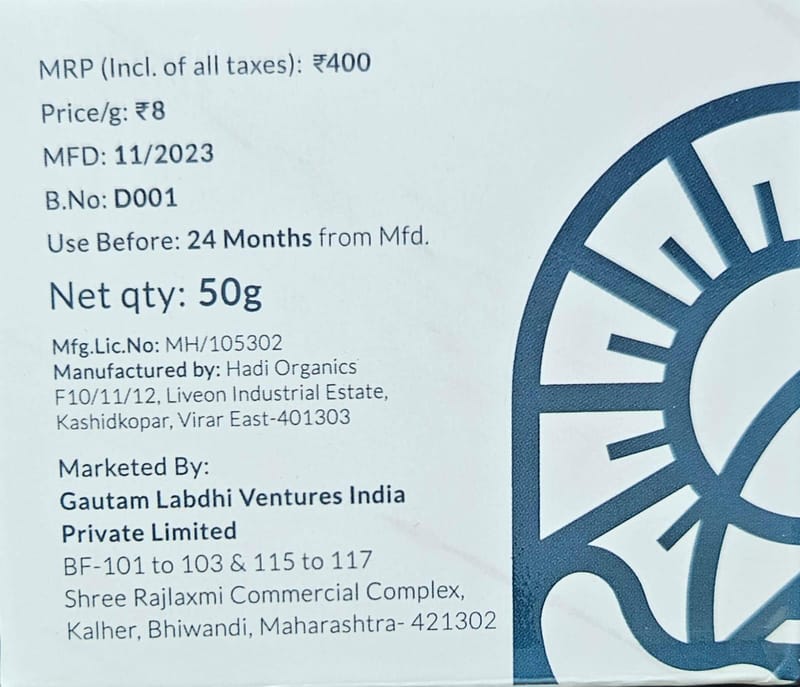 MRP (Incl. of all taxes): ₹400
Price/g: ₹8
MFD: 11/2023
B.No: D001
Use Before: 24 Months from Mfd.
Net qty: 50g
Mfg.Lic.No: MH/105302
Manufactured by: Hadi Organics
F10/11/12, Liveon Industrial Estate,
Kashidkopar, Virar East-401303
Marketed By:
Gautam Labdhi Ventures India
Private Limited
BF-101 to 103 & 115 to 117
Shree Rajlaxmi Commercial Complex,
Kalher, Bhiwandi, Maharashtra- 421302